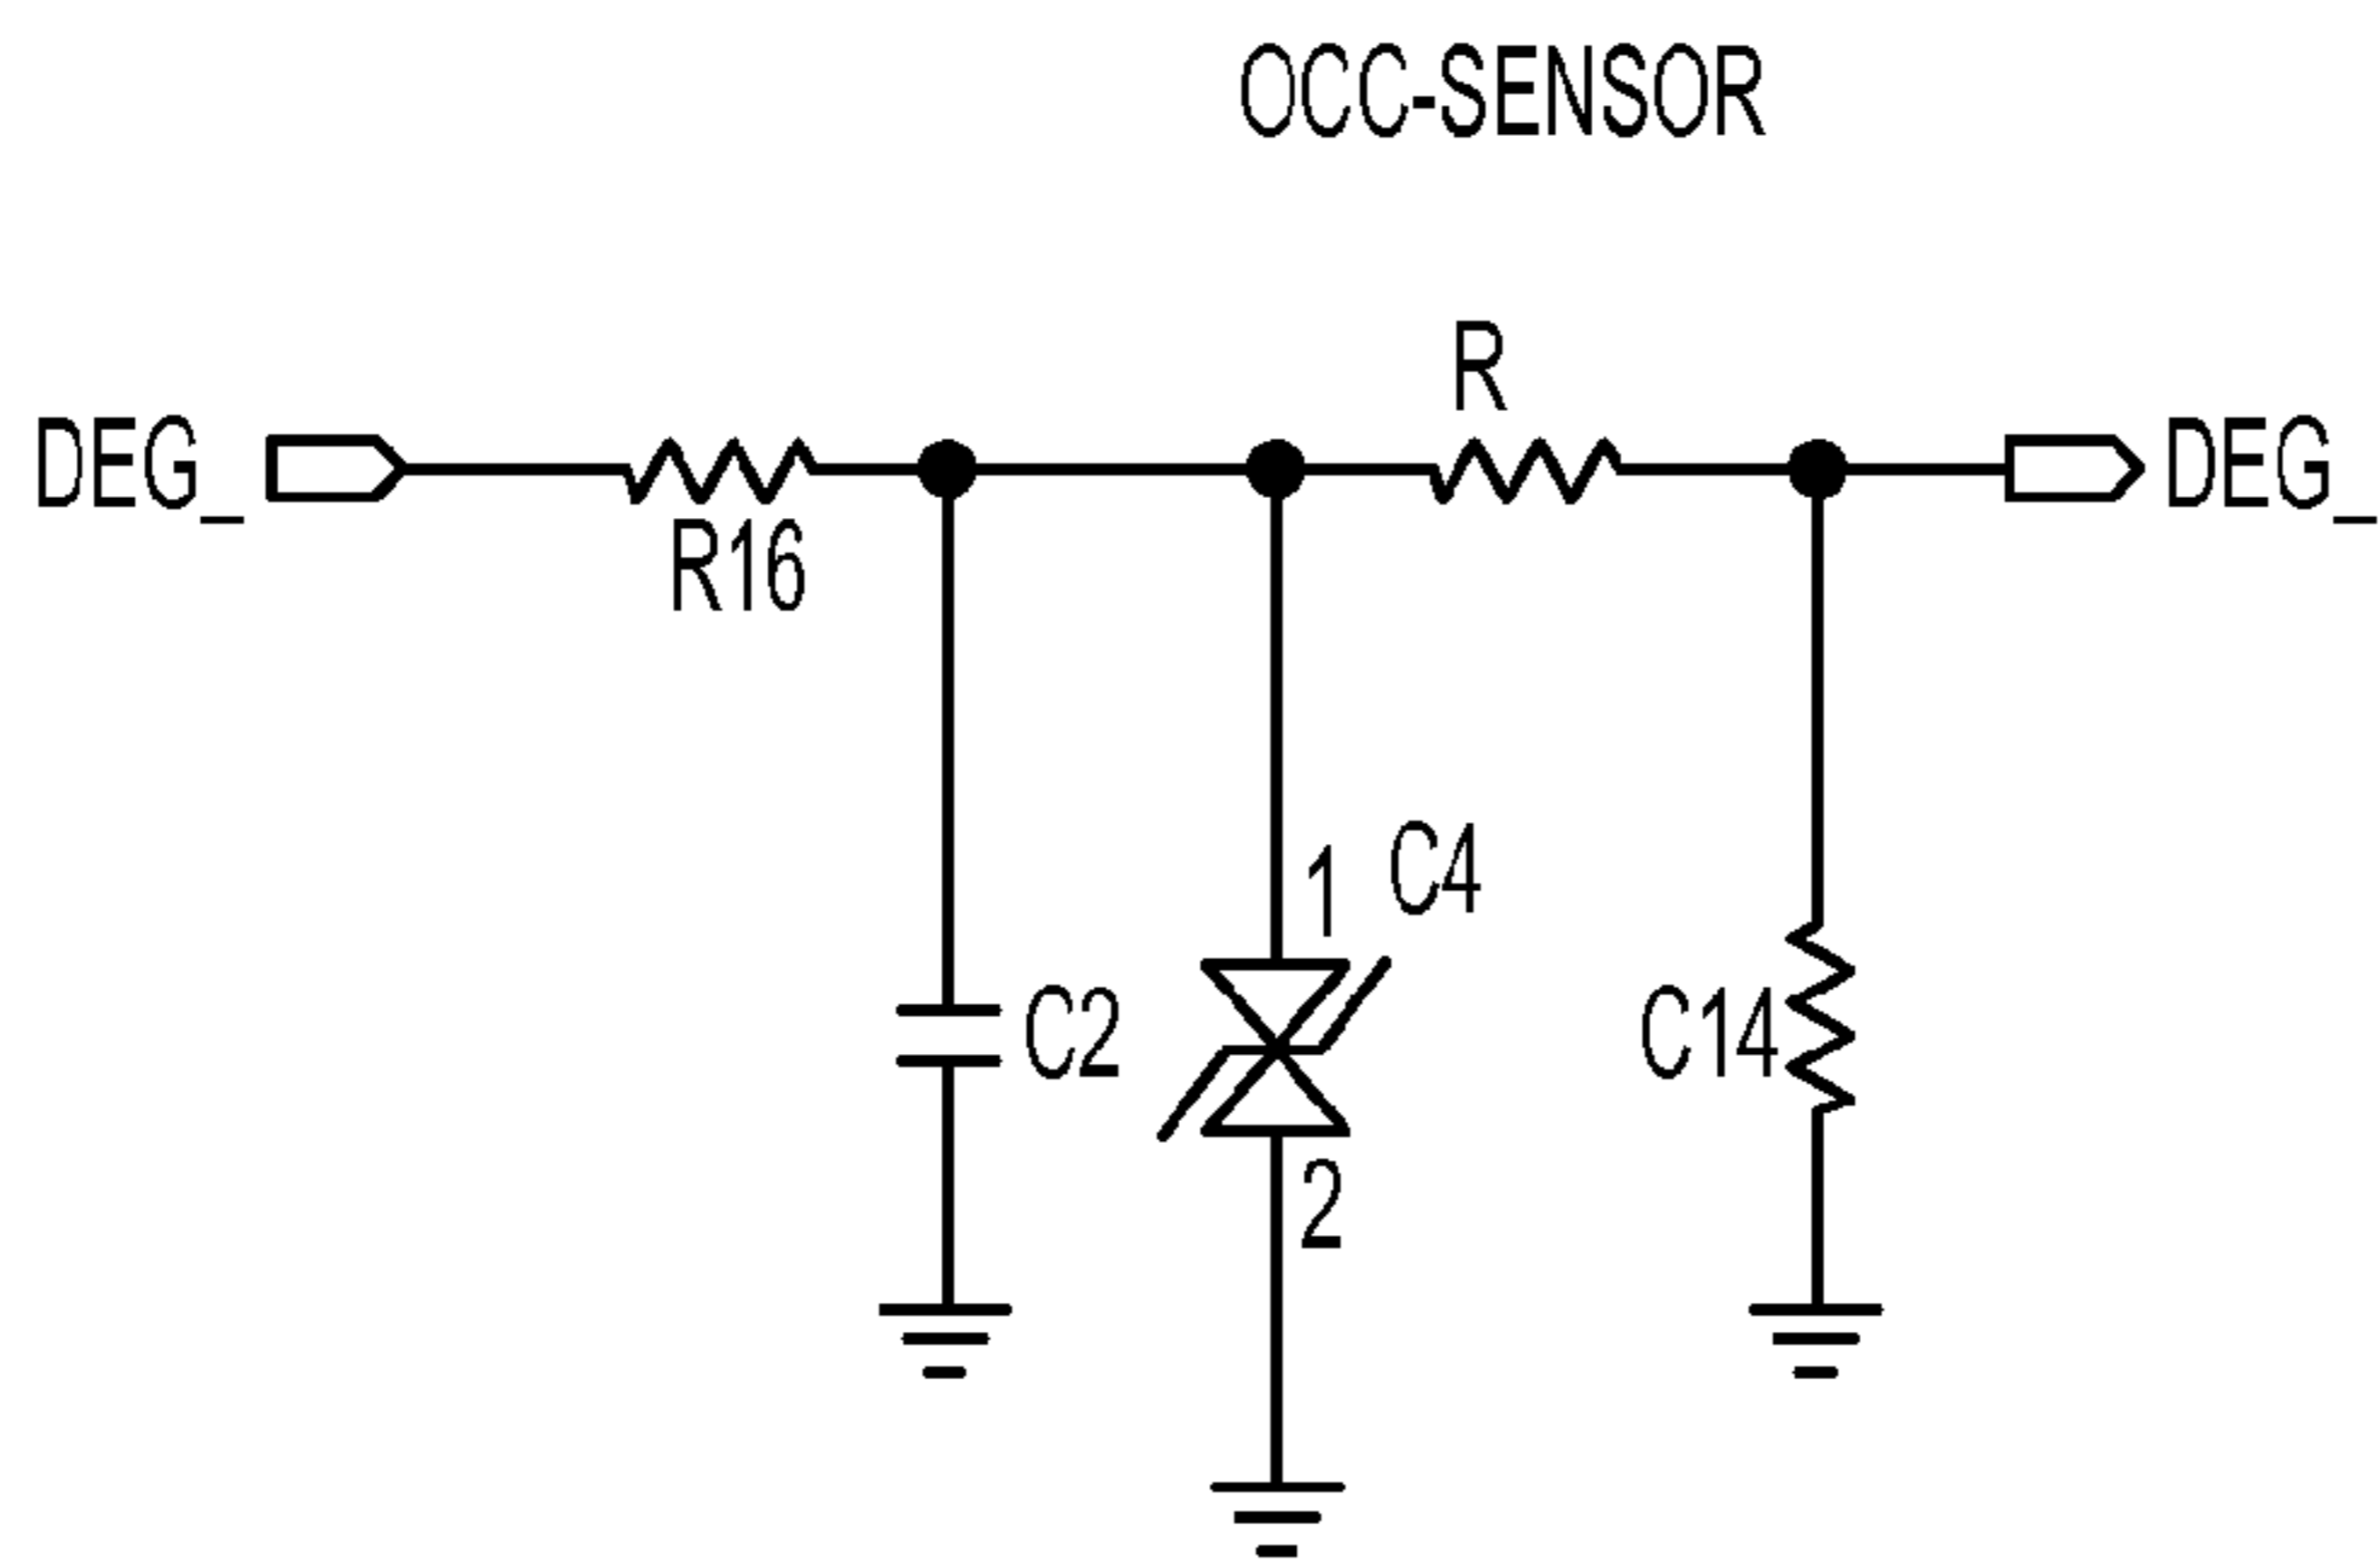 OCC-SENSOR
R
DEG_
DEG_
R16
C4
1
C2
C14
2